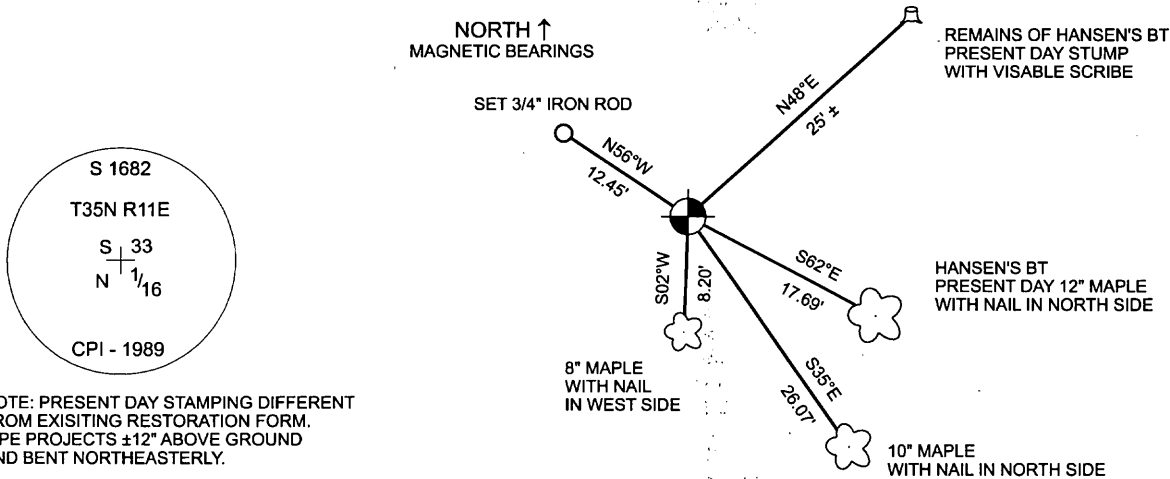 NORTH ↑
MAGNETIC BEARINGS
REMAINS OF HANSEN'S BT
PRESENT DAY STUMP
WITH VISABLE SCRIBE
N48°E
25' ±
SET 3/4" IRON ROD
N56°W
12.45'
S 1682
T35N R11E
S 33
N 1/16
CPI - 1989
S02°W
8.20'
S62°E
17.69'
HANSEN'S BT
PRESENT DAY 12" MAPLE
WITH NAIL IN NORTH SIDE
8" MAPLE
WITH NAIL
IN WEST SIDE
S35°E
26.07'
10" MAPLE
WITH NAIL IN NORTH SIDE
OTE: PRESENT DAY STAMPING DIFFERENT
ROM EXISITING RESTORATION FORM.
PE PROJECTS ±12" ABOVE GROUND
ND BENT NORTHEASTERLY.